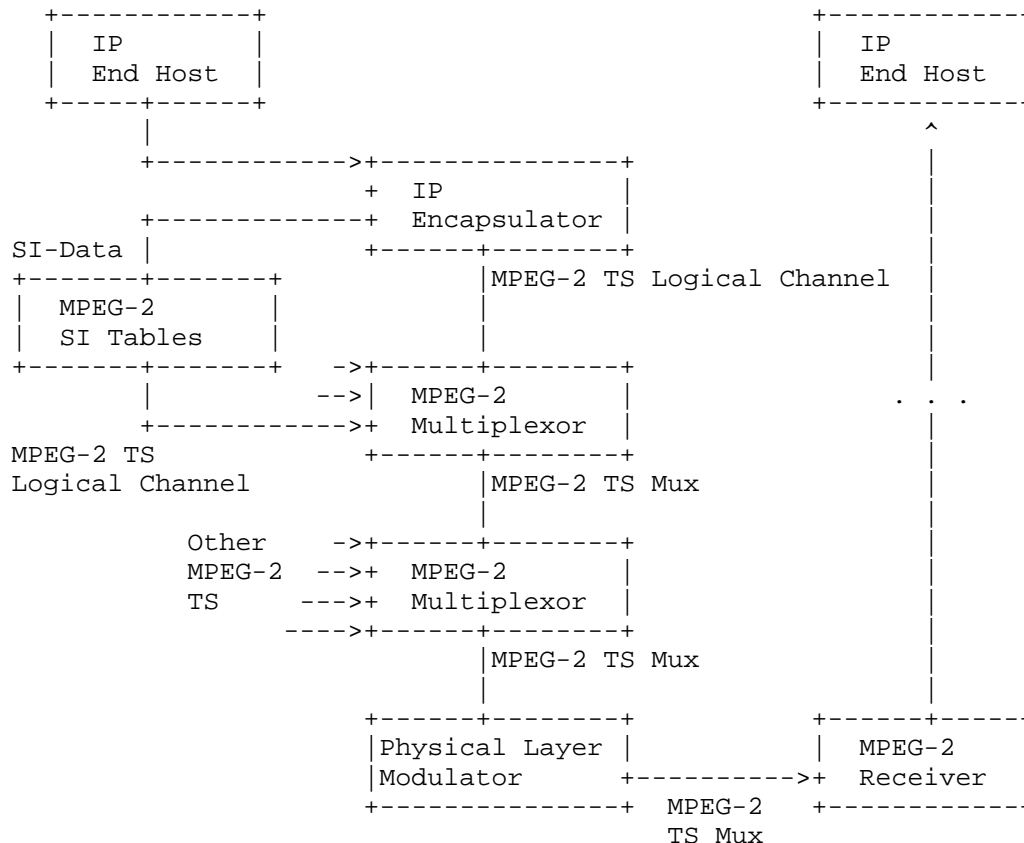 IP IP
End Host End Host
IP
Encapsulator
SI-Data
MPEG-2 TS Logical Channel
MPEG-2
SI Tables
MPEG-2
Multiplexor . . .
MPEG-2 TS
Logical Channel MPEG-2 TS Mux
Other
MPEG-2 MPEG-2
TS Multiplexor
MPEG-2 TS Mux
Physical Layer MPEG-2
Modulator Receiver
MPEG-2
TS Mux